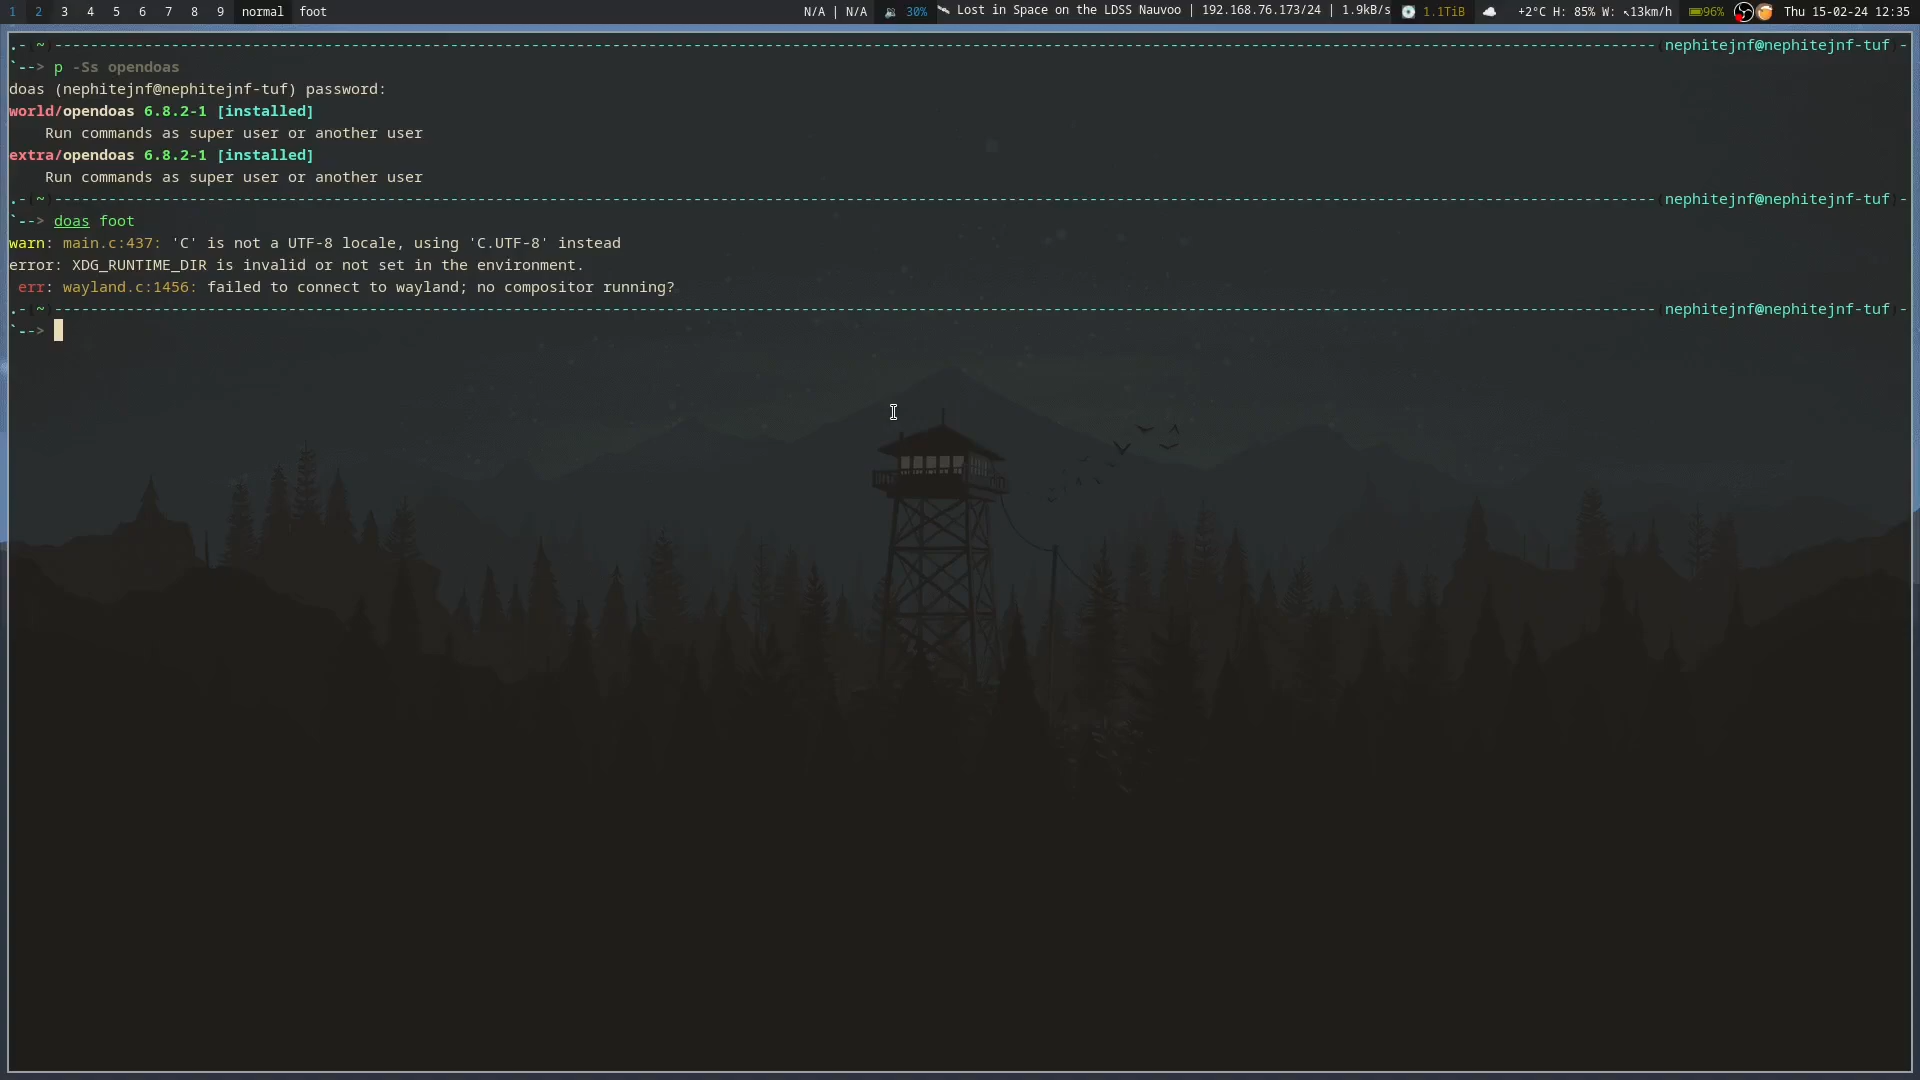 1 2 3 4 5 6 7 8 9 normal foot N/A | N/A 30% Lost in Space on the LDSS Nauvoo | 192.168.76.173/24 | 1.9kB/s 1.1TiB +2°C H: 85% W: ↖13km/h 96% Thu 15-02-24 12:35
.-(~)------------------------------------------------------------(nephitejnf@nephitejnf-tuf)-
`--> p -Ss opendoas
doas (nephitejnf@nephitejnf-tuf) password:
world/opendoas 6.8.2-1 [installed]
Run commands as super user or another user
extra/opendoas 6.8.2-1 [installed]
Run commands as super user or another user
.-(~)------------------------------------------------------------(nephitejnf@nephitejnf-tuf)-
`--> doas foot
warn: main.c:437: 'C' is not a UTF-8 locale, using 'C.UTF-8' instead
error: XDG_RUNTIME_DIR is invalid or not set in the environment.
err: wayland.c:1456: failed to connect to wayland; no compositor running?
.-(~)------------------------------------------------------------(nephitejnf@nephitejnf-tuf)-
`-->